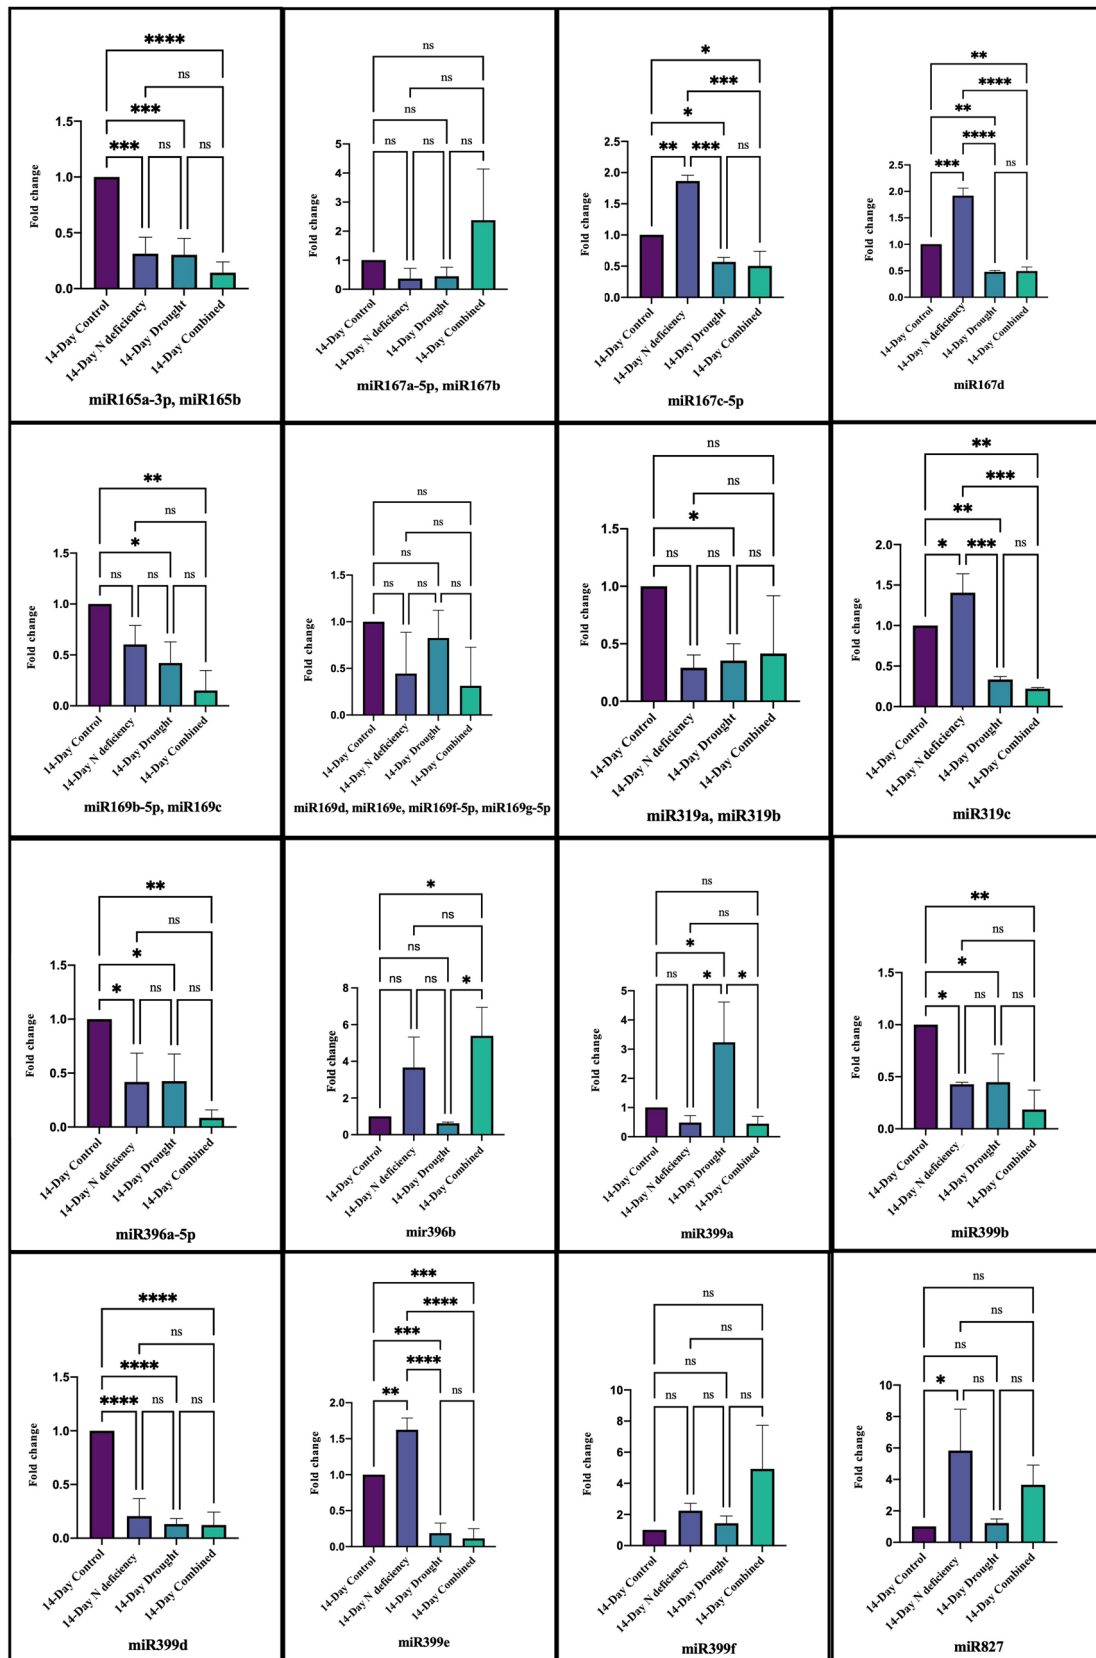 ****
ns
***
*** ns ns
Fold change
1.5
1.0
0.5
0.0
14-Day Control
14-Day N deficiency
14-Day Drought
14-Day Combined
miR165a-3p, miR165b
ns
ns
ns
ns ns ns
Fold change
5
4
3
2
1
0
14-Day Control
14-Day N deficiency
14-Day Drought
14-Day Combined
miR167a-5p, miR167b
*
***
*
** *** ns
Fold change
2.5
2.0
1.5
1.0
0.5
0.0
14-Day Control
14-Day N deficiency
14-Day Drought
14-Day Combined
miR167c-5p
**
****
**
****
*** ns
Fold change
2.5
2.0
1.5
1.0
0.5
0.0
14-Day Control
14-Day N deficiency
14-Day Drought
14-Day Combined
miR167d
**
ns
*
ns ns ns
Fold change
1.5
1.0
0.5
0.0
14-Day Control
14-Day N deficiency
14-Day Drought
14-Day Combined
miR169b-5p, miR169c
ns
ns
ns
ns ns ns
Fold change
1.5
1.0
0.5
0.0
14-Day Control
14-Day N deficiency
14-Day Drought
14-Day Combined
miR169d, miR169e, miR169f-5p, miR169g-5p
ns
ns
*
ns ns ns
Fold change
1.5
1.0
0.5
0.0
14-Day Control
14-Day N deficiency
14-Day Drought
14-Day Combined
miR319a, miR319b
**
***
**
* *** ns
Fold change
2.0
1.5
1.0
0.5
0.0
14-Day Control
14-Day N deficiency
14-Day Drought
14-Day Combined
miR319c
**
ns
*
* ns ns
Fold change
1.5
1.0
0.5
0.0
14-Day Control
14-Day N deficiency
14-Day Drought
14-Day Combined
miR396a-5p
*
ns
ns
ns ns *
Fold change
8
6
4
2
0
14-Day Control
14-Day N deficiency
14-Day Drought
14-Day Combined
mir396b
ns
ns
*
ns * *
Fold change
5
4
3
2
1
0
14-Day Control
14-Day N deficiency
14-Day Drought
14-Day Combined
miR399a
**
ns
*
* ns ns
Fold change
1.5
1.0
0.5
0.0
14-Day Control
14-Day N deficiency
14-Day Drought
14-Day Combined
miR399b
****
ns
****
**** ns ns
Fold change
1.5
1.0
0.5
0.0
14-Day Control
14-Day N deficiency
14-Day Drought
14-Day Combined
miR399d
***
****
***
****
** ns
Fold change
2.0
1.5
1.0
0.5
0.0
14-Day Control
14-Day N deficiency
14-Day Drought
14-Day Combined
miR399e
ns
ns
ns
ns ns ns
Fold change
10
8
6
4
2
0
14-Day Control
14-Day N deficiency
14-Day Drought
14-Day Combined
miR399f
ns
ns
ns
* ns ns
Fold change
10
8
6
4
2
0
14-Day Control
14-Day N deficiency
14-Day Drought
14-Day Combined
miR827